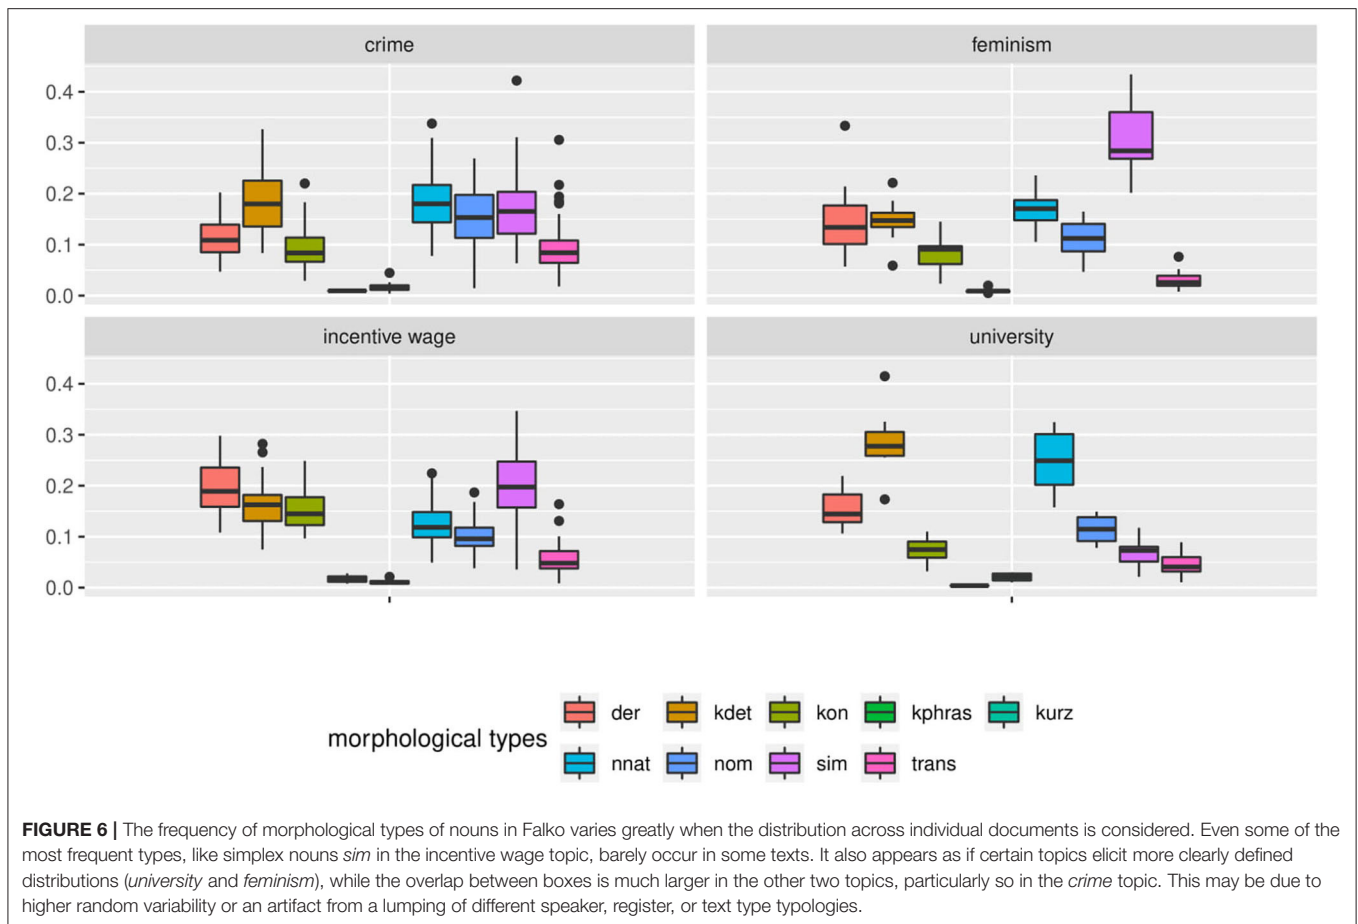 crime
feminism
0.4
0.3
0.2
0.1
0.0
incentive wage
university
0.4
0.3
0.2
0.1
0.0
morphological types
der kdet kon kphras kurz
nnat nom sim trans
FIGURE 6 | The frequency of morphological types of nouns in Falko varies greatly when the distribution across individual documents is considered. Even some of the
most frequent types, like simplex nouns sim in the incentive wage topic, barely occur in some texts. It also appears as if certain topics elicit more clearly defined
distributions (university and feminism), while the overlap between boxes is much larger in the other two topics, particularly so in the crime topic. This may be due to
higher random variability or an artifact from a lumping of different speaker, register, or text type typologies.